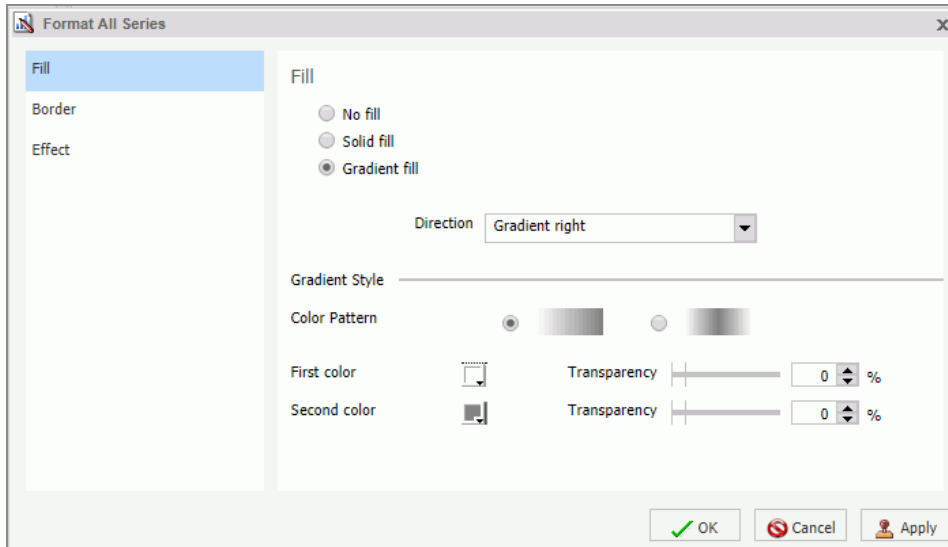 Format All Series
x
Fill
Border
Effect
Fill
No fill
Solid fill
Gradient fill
Direction Gradient right
Gradient Style
Color Pattern
First color Transparency 0 %
Second color Transparency 0 %
OK Cancel Apply